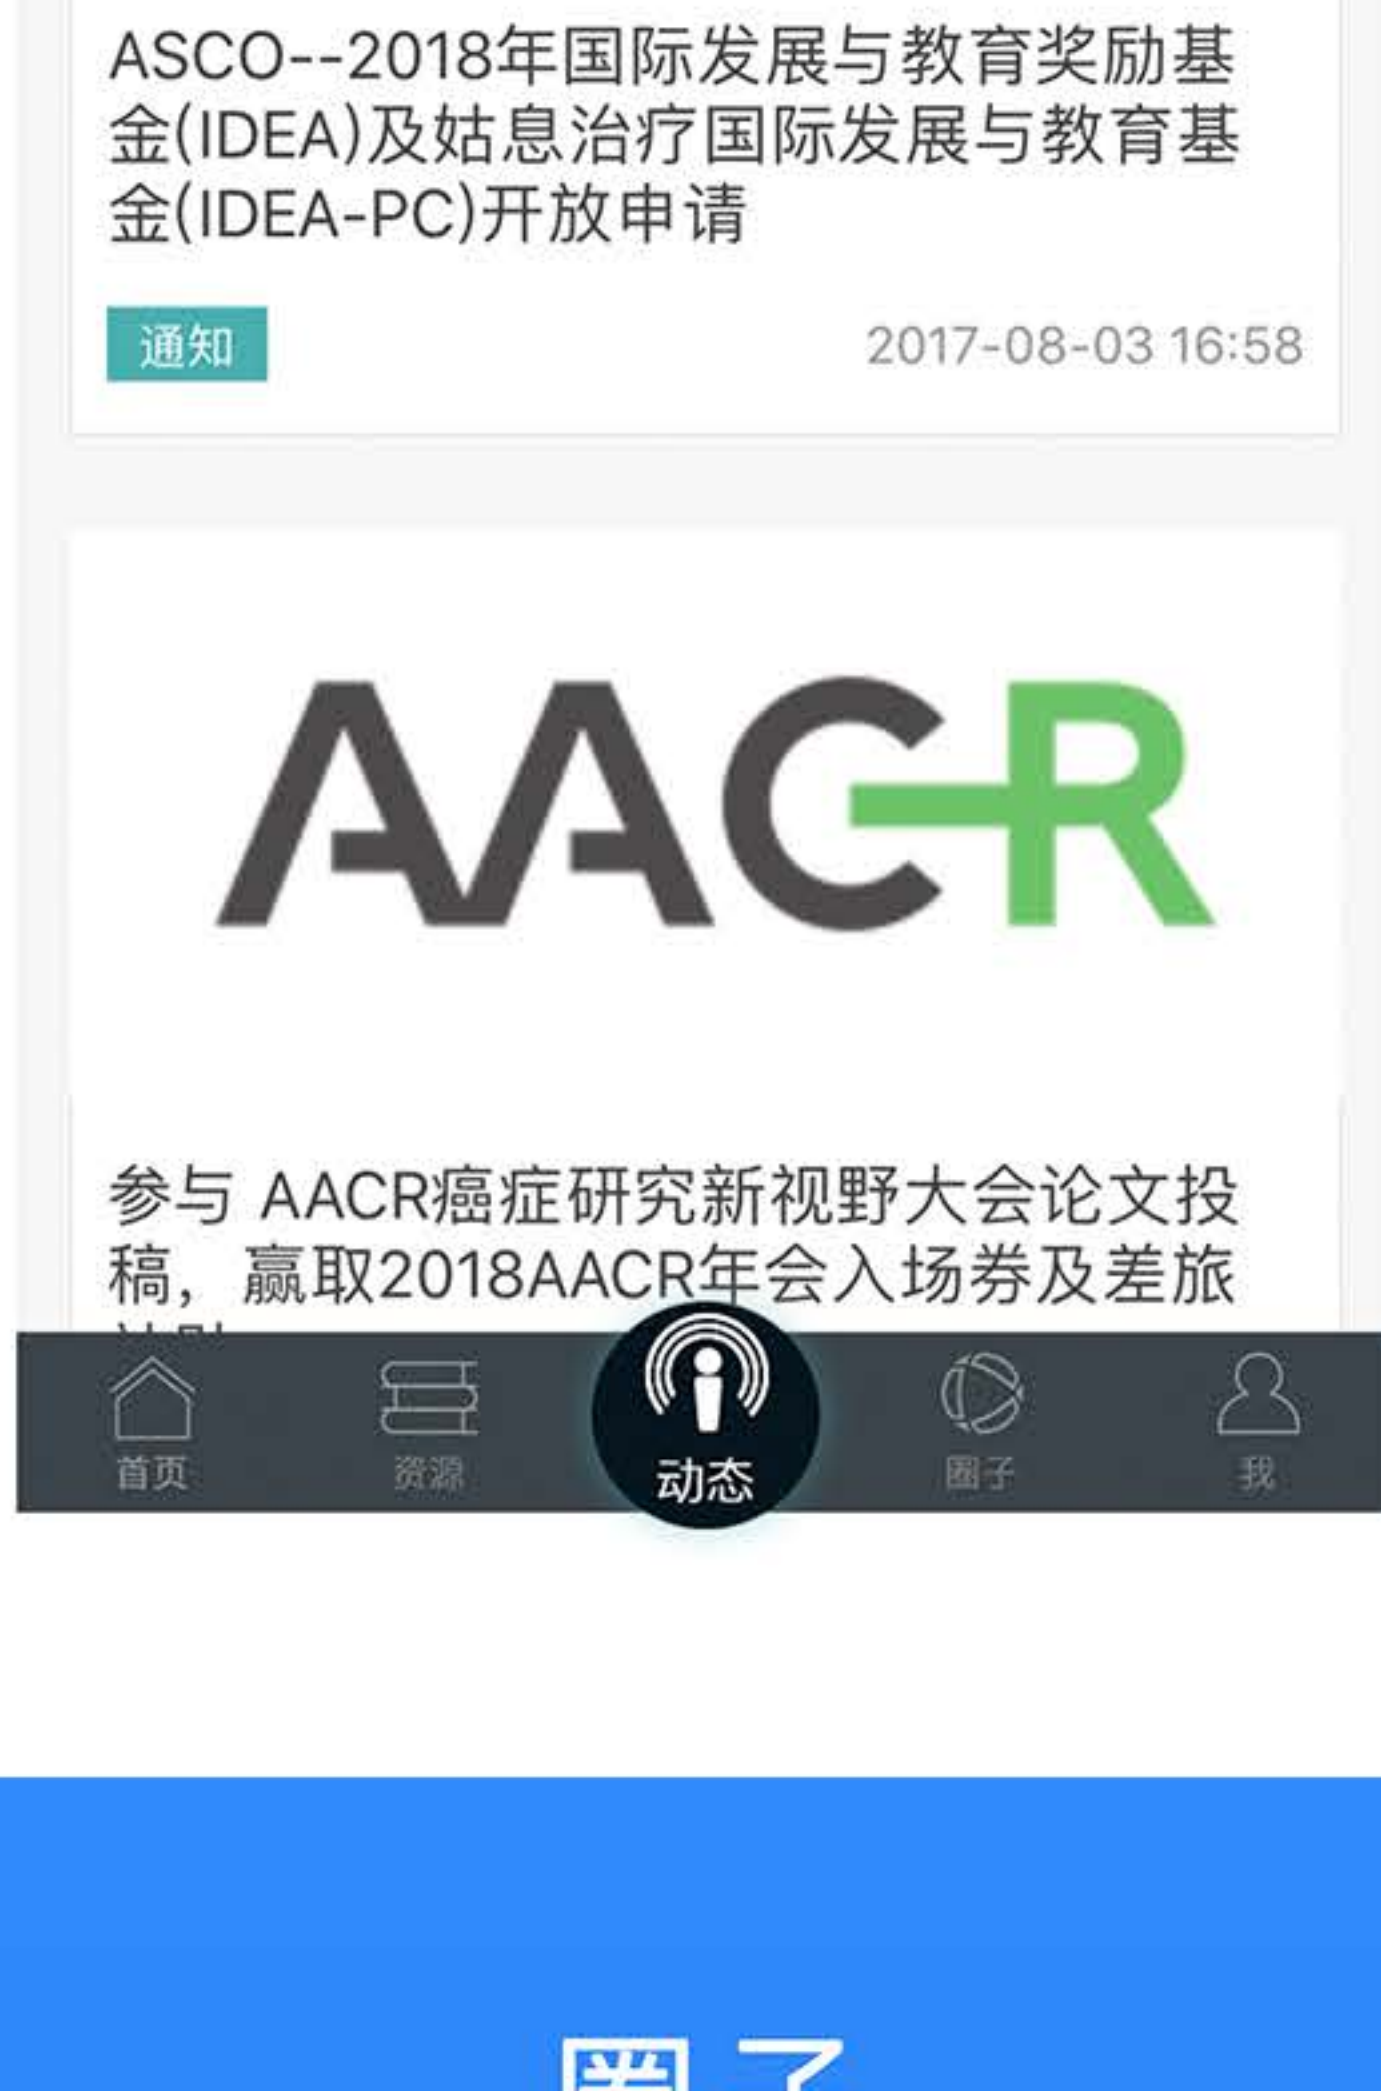 ASCO--2018年国际发展与教育奖励基
金(IDEA)及姑息治疗国际发展与教育基
金(IDEA-PC)开放申请
通知
2017-08-03 16:58
AACR
参与 AACR癌症研究新视野大会论文投
稿，赢取2018AACR年会入场券及差旅
首页
资源
动态
圈子
我
圈子